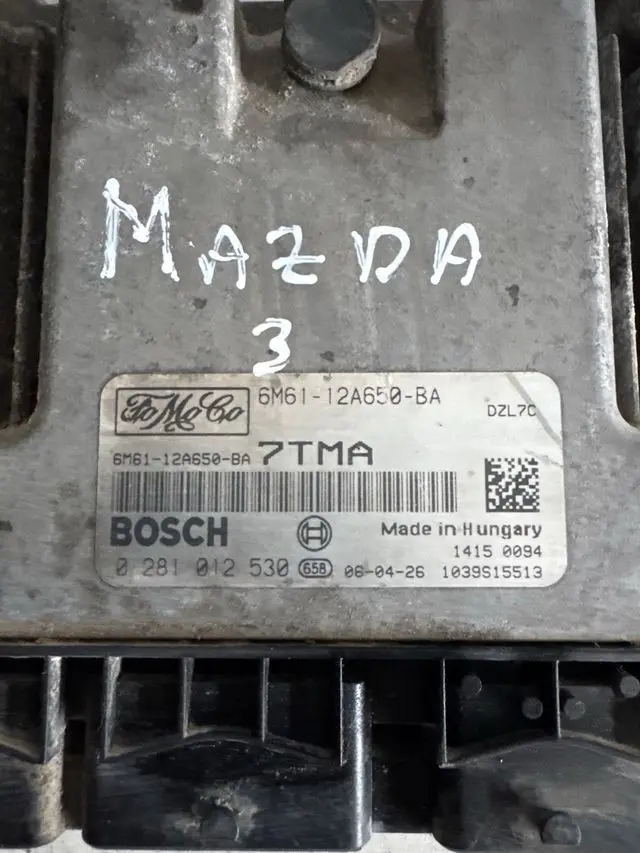 MAZDA
3
FoMoCo 6M61-12A650-BA
DZL7C
6M61-12A650-BA 7TMA
BOSCH Made in Hungary
1415 0094
0 281 012 530 658 06-04-26 1039S15513